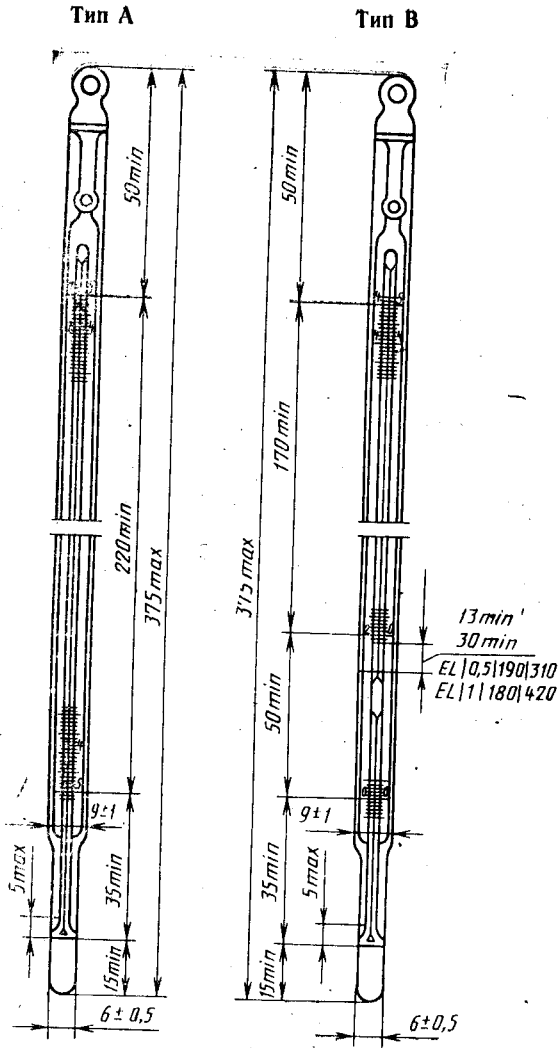 Тип А
Тип В
50min
220min
375max
9±1
5max
35min
15min
6±0,5
50min
170min
375max
13min
30min
EL|0,5|190|310
EL|1|180|420
50min
9±1
5max
35min
15min
6±0,5